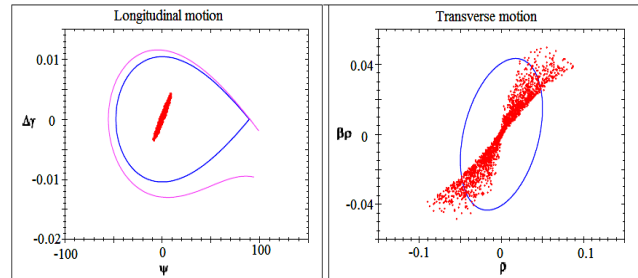 Longitudinal motion
0.01
Δγ
0
-0.01
-0.02
-100
0
100
ψ
Transverse motion
0.04
βρ
0
-0.04
-0.1
0
0.1
ρ